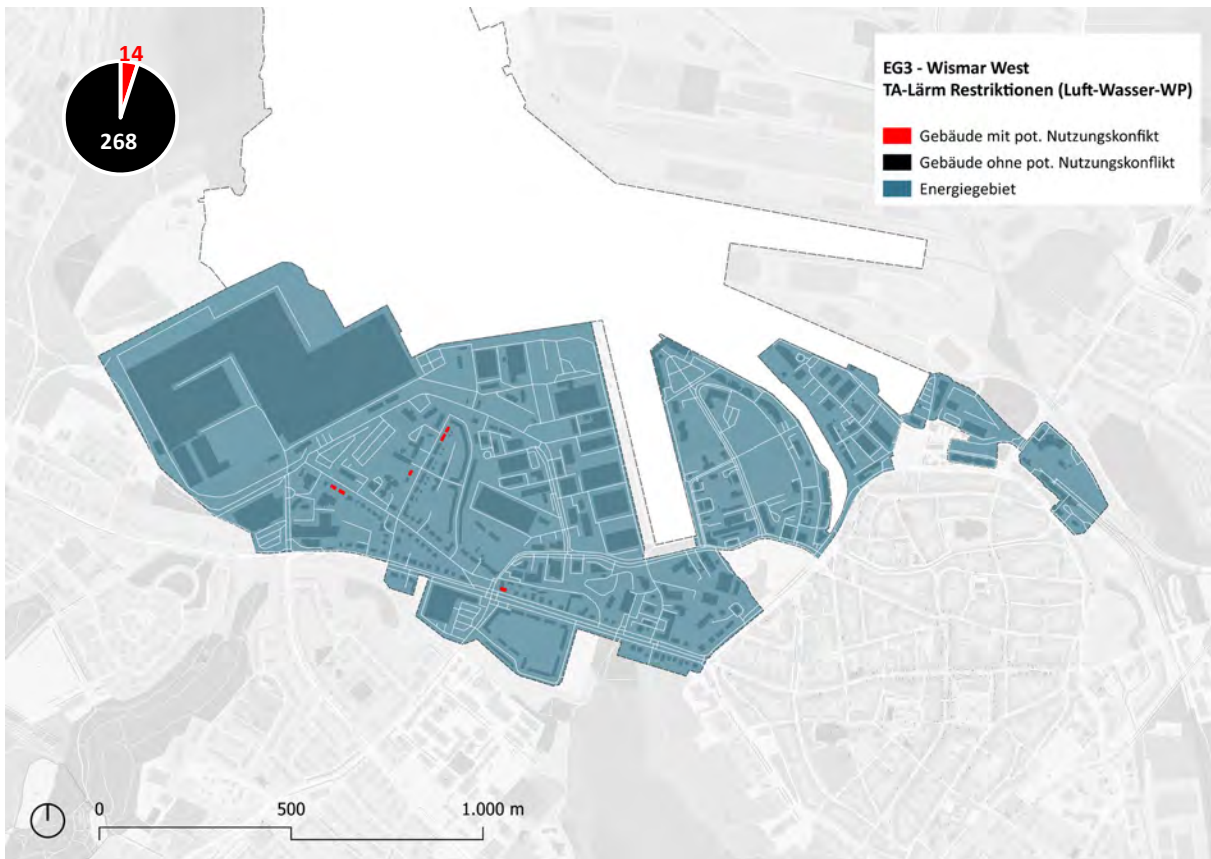 14
268
EG3 - Wismar West
TA-Lärm Restriktionen (Luft-Wasser-WP)
Gebäude mit pot. Nutzungskonfikt
Gebäude ohne pot. Nutzungskonflikt
Energiegebiet
0 500 1.000 m